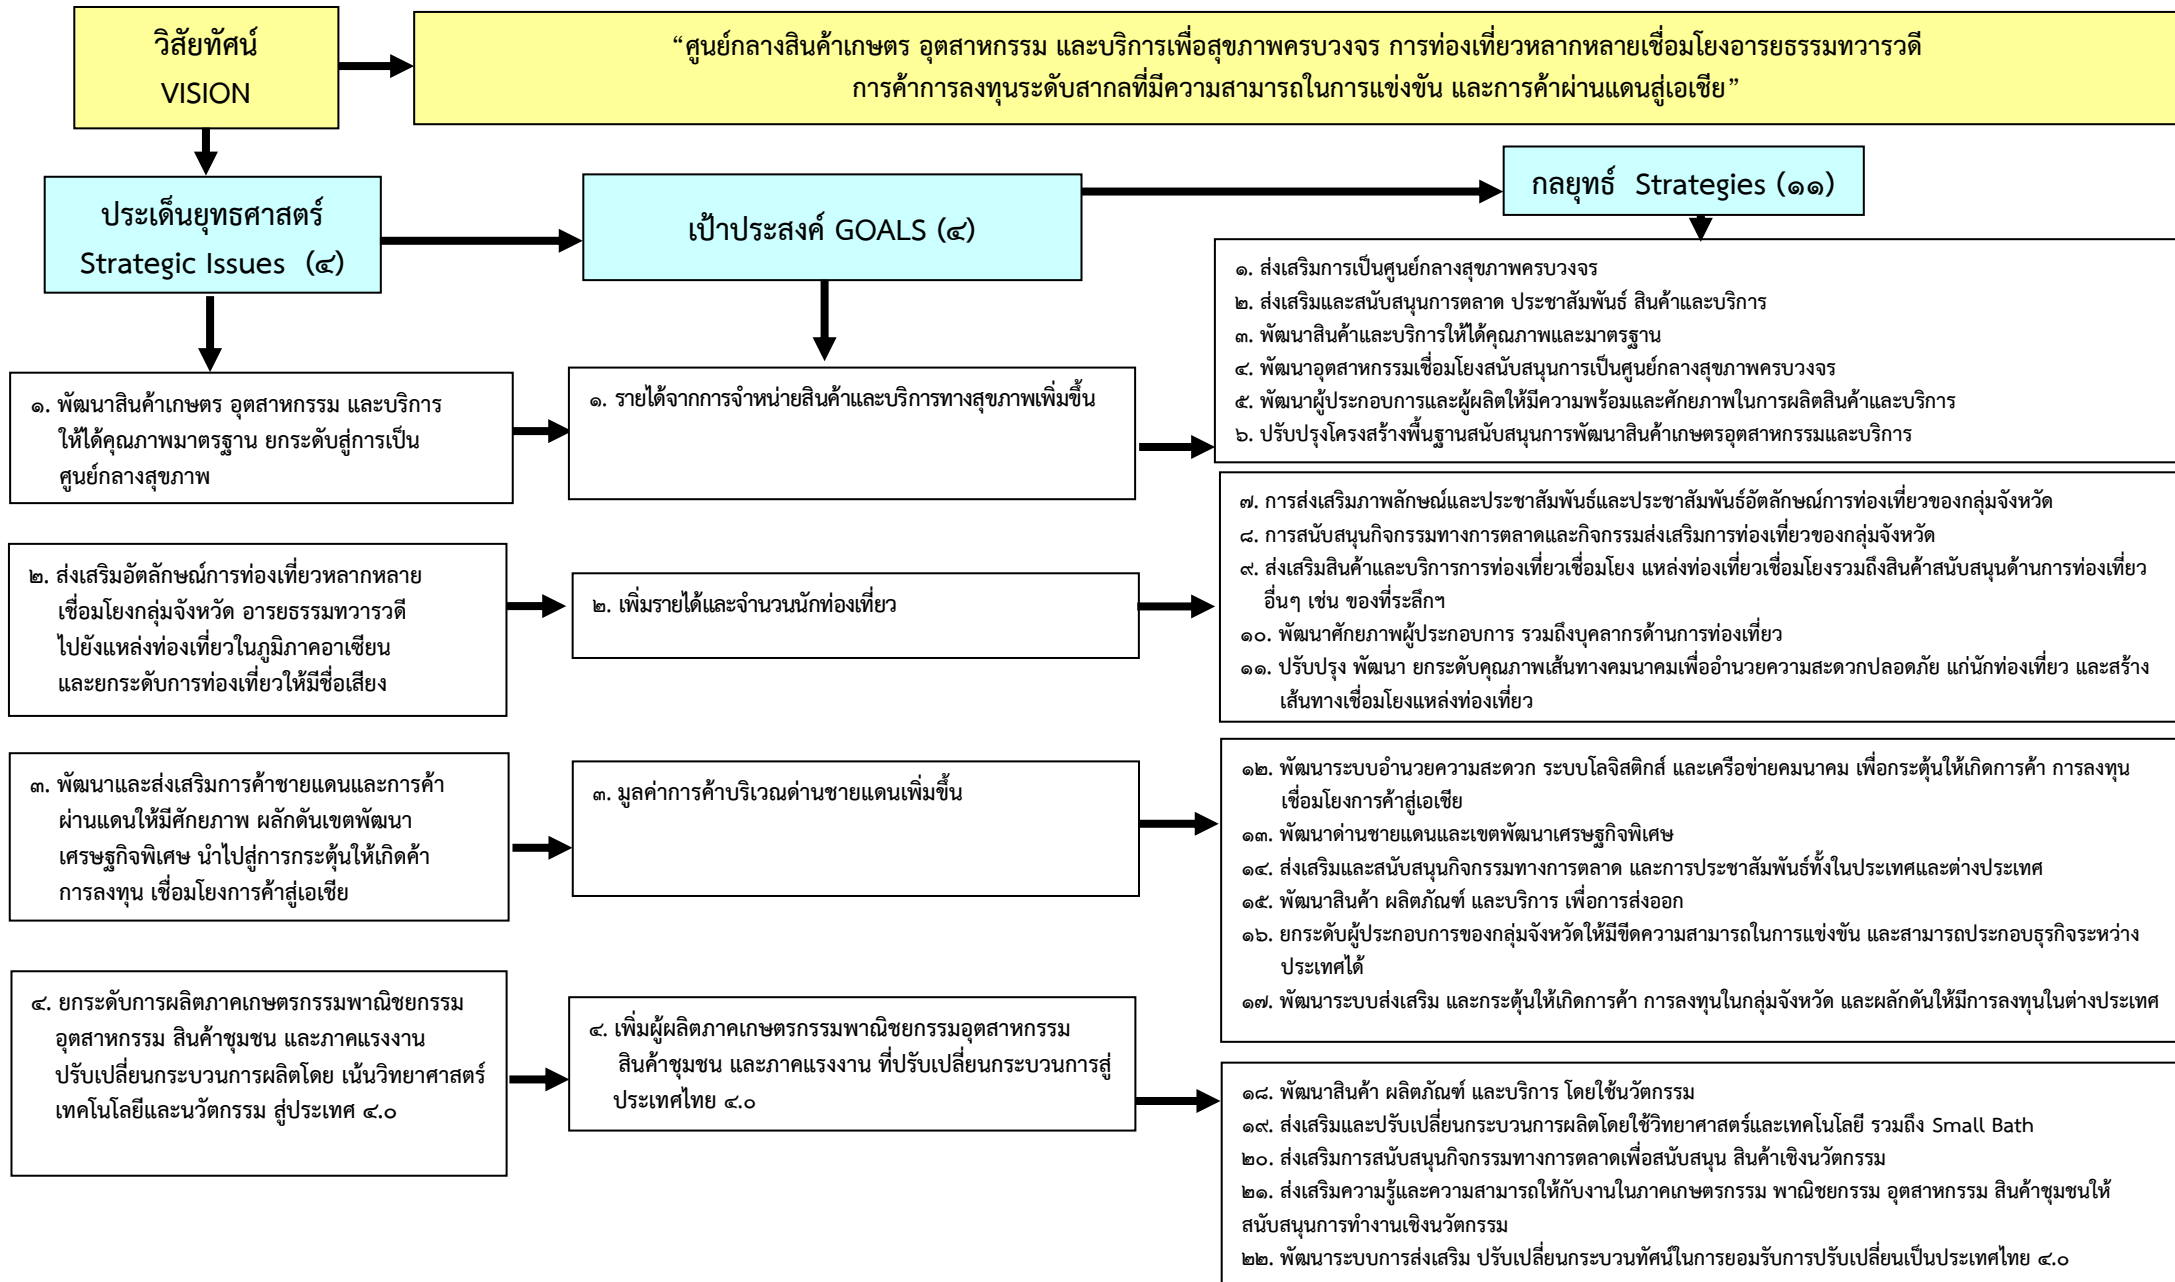 วิสัยทัศน์
VISION
“ศูนย์กลางสินค้าเกษตร อุตสาหกรรม และบริการเพื่อสุขภาพครบวงจร การท่องเที่ยวหลากหลายเชื่อมโยงอารยธรรมทวารวดี
การค้าการลงทุนระดับสากลที่มีความสามารถในการแข่งขัน และการค้าผ่านแดนสู่เอเชีย”
ประเด็นยุทธศาสตร์
Strategic Issues (๔)
เป้าประสงค์ GOALS (๔)
กลยุทธ์ Strategies (๑๑)
๑. พัฒนาสินค้าเกษตร อุตสาหกรรม และบริการ
ให้ได้คุณภาพมาตรฐาน ยกระดับสู่การเป็น
ศูนย์กลางสุขภาพ
๑. รายได้จากการจำหน่ายสินค้าและบริการทางสุขภาพเพิ่มขึ้น
๑. ส่งเสริมการเป็นศูนย์กลางสุขภาพครบวงจร
๒. ส่งเสริมและสนับสนุนการตลาด ประชาสัมพันธ์ สินค้าและบริการ
๓. พัฒนาสินค้าและบริการให้ได้คุณภาพและมาตรฐาน
๔. พัฒนาอุตสาหกรรมเชื่อมโยงสนับสนุนการเป็นศูนย์กลางสุขภาพครบวงจร
๕. พัฒนาผู้ประกอบการและผู้ผลิตให้มีความพร้อมและศักยภาพในการผลิตสินค้าและบริการ
๖. ปรับปรุงโครงสร้างพื้นฐานสนับสนุนการพัฒนาสินค้าเกษตรอุตสาหกรรมและบริการ
๒. ส่งเสริมอัตลักษณ์การท่องเที่ยวหลากหลาย
เชื่อมโยงกลุ่มจังหวัด อารยธรรมทวารวดี
ไปยังแหล่งท่องเที่ยวในภูมิภาคอาเซียน
และยกระดับการท่องเที่ยวให้มีชื่อเสียง
๒. เพิ่มรายได้และจำนวนนักท่องเที่ยว
๗. การส่งเสริมภาพลักษณ์และประชาสัมพันธ์และประชาสัมพันธ์อัตลักษณ์การท่องเที่ยวของกลุ่มจังหวัด
๘. การสนับสนุนกิจกรรมทางการตลาดและกิจกรรมส่งเสริมการท่องเที่ยวของกลุ่มจังหวัด
๙. ส่งเสริมสินค้าและบริการการท่องเที่ยวเชื่อมโยง แหล่งท่องเที่ยวเชื่อมโยงรวมถึงสินค้าสนับสนุนด้านการท่องเที่ยว
อื่นๆ เช่น ของที่ระลึกฯ
๑๐. พัฒนาศักยภาพผู้ประกอบการ รวมถึงบุคลากรด้านการท่องเที่ยว
๑๑. ปรับปรุง พัฒนา ยกระดับคุณภาพเส้นทางคมนาคมเพื่ออำนวยความสะดวกปลอดภัย แก่นักท่องเที่ยว และสร้าง
เส้นทางเชื่อมโยงแหล่งท่องเที่ยว
๓. พัฒนาและส่งเสริมการค้าชายแดนและการค้า
ผ่านแดนให้มีศักยภาพ ผลักดันเขตพัฒนา
เศรษฐกิจพิเศษ นำไปสู่การกระตุ้นให้เกิดค้า
การลงทุน เชื่อมโยงการค้าสู่เอเชีย
๓. มูลค่าการค้าบริเวณด่านชายแดนเพิ่มขึ้น
๑๒. พัฒนาระบบอำนวยความสะดวก ระบบโลจิสติกส์ และเครือข่ายคมนาคม เพื่อกระตุ้นให้เกิดการค้า การลงทุน
เชื่อมโยงการค้าสู่เอเชีย
๑๓. พัฒนาด่านชายแดนและเขตพัฒนาเศรษฐกิจพิเศษ
๑๔. ส่งเสริมและสนับสนุนกิจกรรมทางการตลาด และการประชาสัมพันธ์ทั้งในประเทศและต่างประเทศ
๑๕. พัฒนาสินค้า ผลิตภัณฑ์ และบริการ เพื่อการส่งออก
๑๖. ยกระดับผู้ประกอบการของกลุ่มจังหวัดให้มีขีดความสามารถในการแข่งขัน และสามารถประกอบธุรกิจระหว่าง
ประเทศได้
๑๗. พัฒนาระบบส่งเสริม และกระตุ้นให้เกิดการค้า การลงทุนในกลุ่มจังหวัด และผลักดันให้มีการลงทุนในต่างประเทศ
๔. ยกระดับการผลิตภาคเกษตรกรรมพาณิชยกรรม
อุตสาหกรรม สินค้าชุมชน และภาคแรงงาน
ปรับเปลี่ยนกระบวนการผลิตโดย เน้นวิทยาศาสตร์
เทคโนโลยีและนวัตกรรม สู่ประเทศ ๔.๐
๔. เพิ่มผู้ผลิตภาคเกษตรกรรมพาณิชยกรรมอุตสาหกรรม
สินค้าชุมชน และภาคแรงงาน ที่ปรับเปลี่ยนกระบวนการสู่
ประเทศไทย ๔.๐
๑๘. พัฒนาสินค้า ผลิตภัณฑ์ และบริการ โดยใช้นวัตกรรม
๑๙. ส่งเสริมและปรับเปลี่ยนกระบวนการผลิตโดยใช้วิทยาศาสตร์และเทคโนโลยี รวมถึง Small Bath
๒๐. ส่งเสริมการสนับสนุนกิจกรรมทางการตลาดเพื่อสนับสนุน สินค้าเชิงนวัตกรรม
๒๑. ส่งเสริมความรู้และความสามารถให้กับงานในภาคเกษตรกรรม พาณิชยกรรม อุตสาหกรรม สินค้าชุมชนให้
สนับสนุนการทำงานเชิงนวัตกรรม
๒๒. พัฒนาระบบการส่งเสริม ปรับเปลี่ยนกระบวนทัศน์ในการยอมรับการปรับเปลี่ยนเป็นประเทศไทย ๔.๐